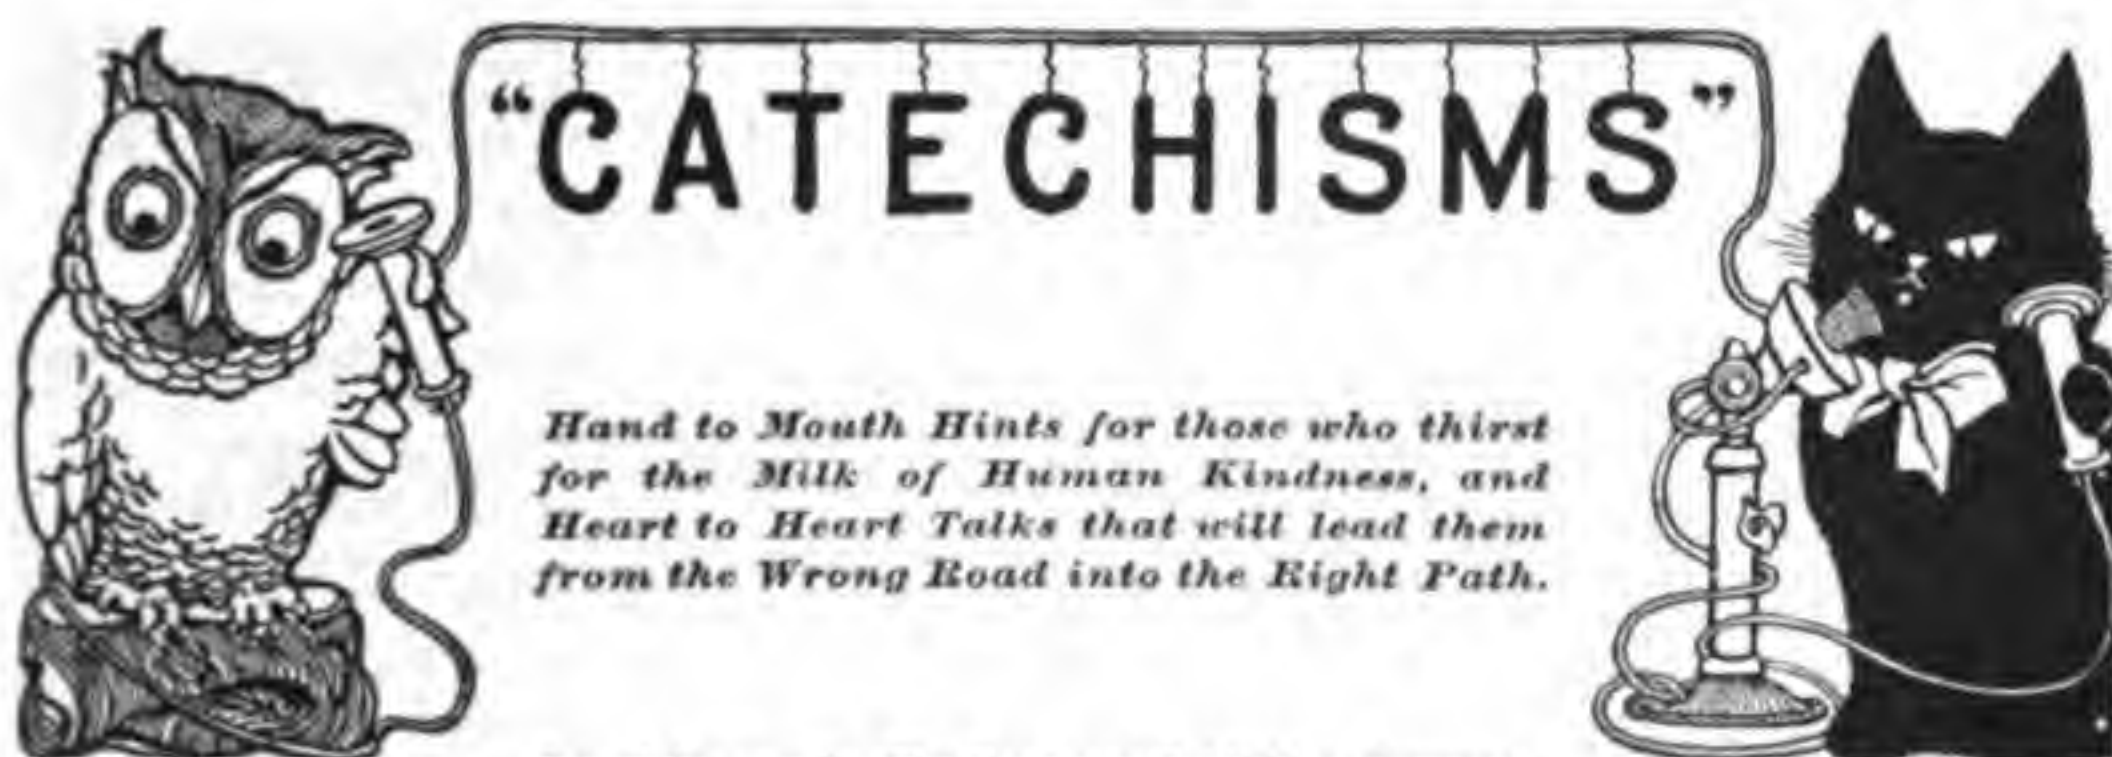 “CATECHISMS”
Hand to Mouth Hints for those who thirst
for the Milk of Human Kindness, and
Heart to Heart Talks that will lead them
from the Wrong Road into the Right Path.